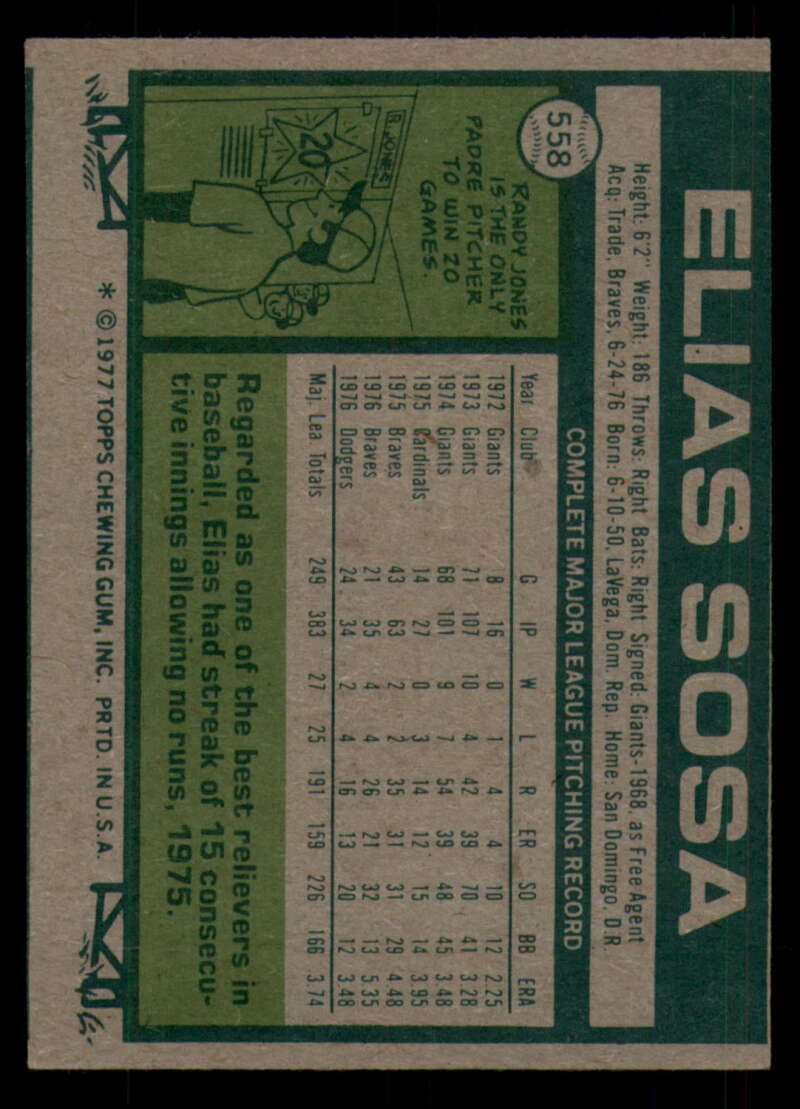 558
ELIAS SOSA
Height: 6'2" Weight: 186 Throws: Right Bats: Right Signed: Giants-1968, as Free Agent
Acq: Trade, Braves, 6-24-76 Born: 6-10-50, LaVega, Dom. Rep. Home: San Domingo, D.R.
COMPLETE MAJOR LEAGUE PITCHING RECORD
Year Club G IP W L R ER SO BB ERA
1972 Giants 8 16 0 1 4 4 10 12 2.25
1973 Giants 71 107 10 4 42 39 70 41 3.28
1974 Giants 68 101 9 7 54 39 48 45 3.48
1975 Cardinals 14 27 0 3 14 12 15 14 3.95
1975 Braves 43 63 2 2 35 31 31 29 4.48
1976 Braves 21 35 4 4 26 21 32 13 5.35
1976 Dodgers 24 34 2 4 16 13 20 12 3.48
Maj. Lea. Totals 249 383 27 25 191 159 226 166 3.74
RANDY JONES
IS THE ONLY
PADRE PITCHER
TO WIN 20
GAMES.
R. JONES
20
Regarded as one of the best relievers in
baseball, Elias had streak of 15 consecu-
tive innings allowing no runs, 1975.
* © 1977 TOPPS CHEWING GUM, INC. PRTD. IN U.S.A.